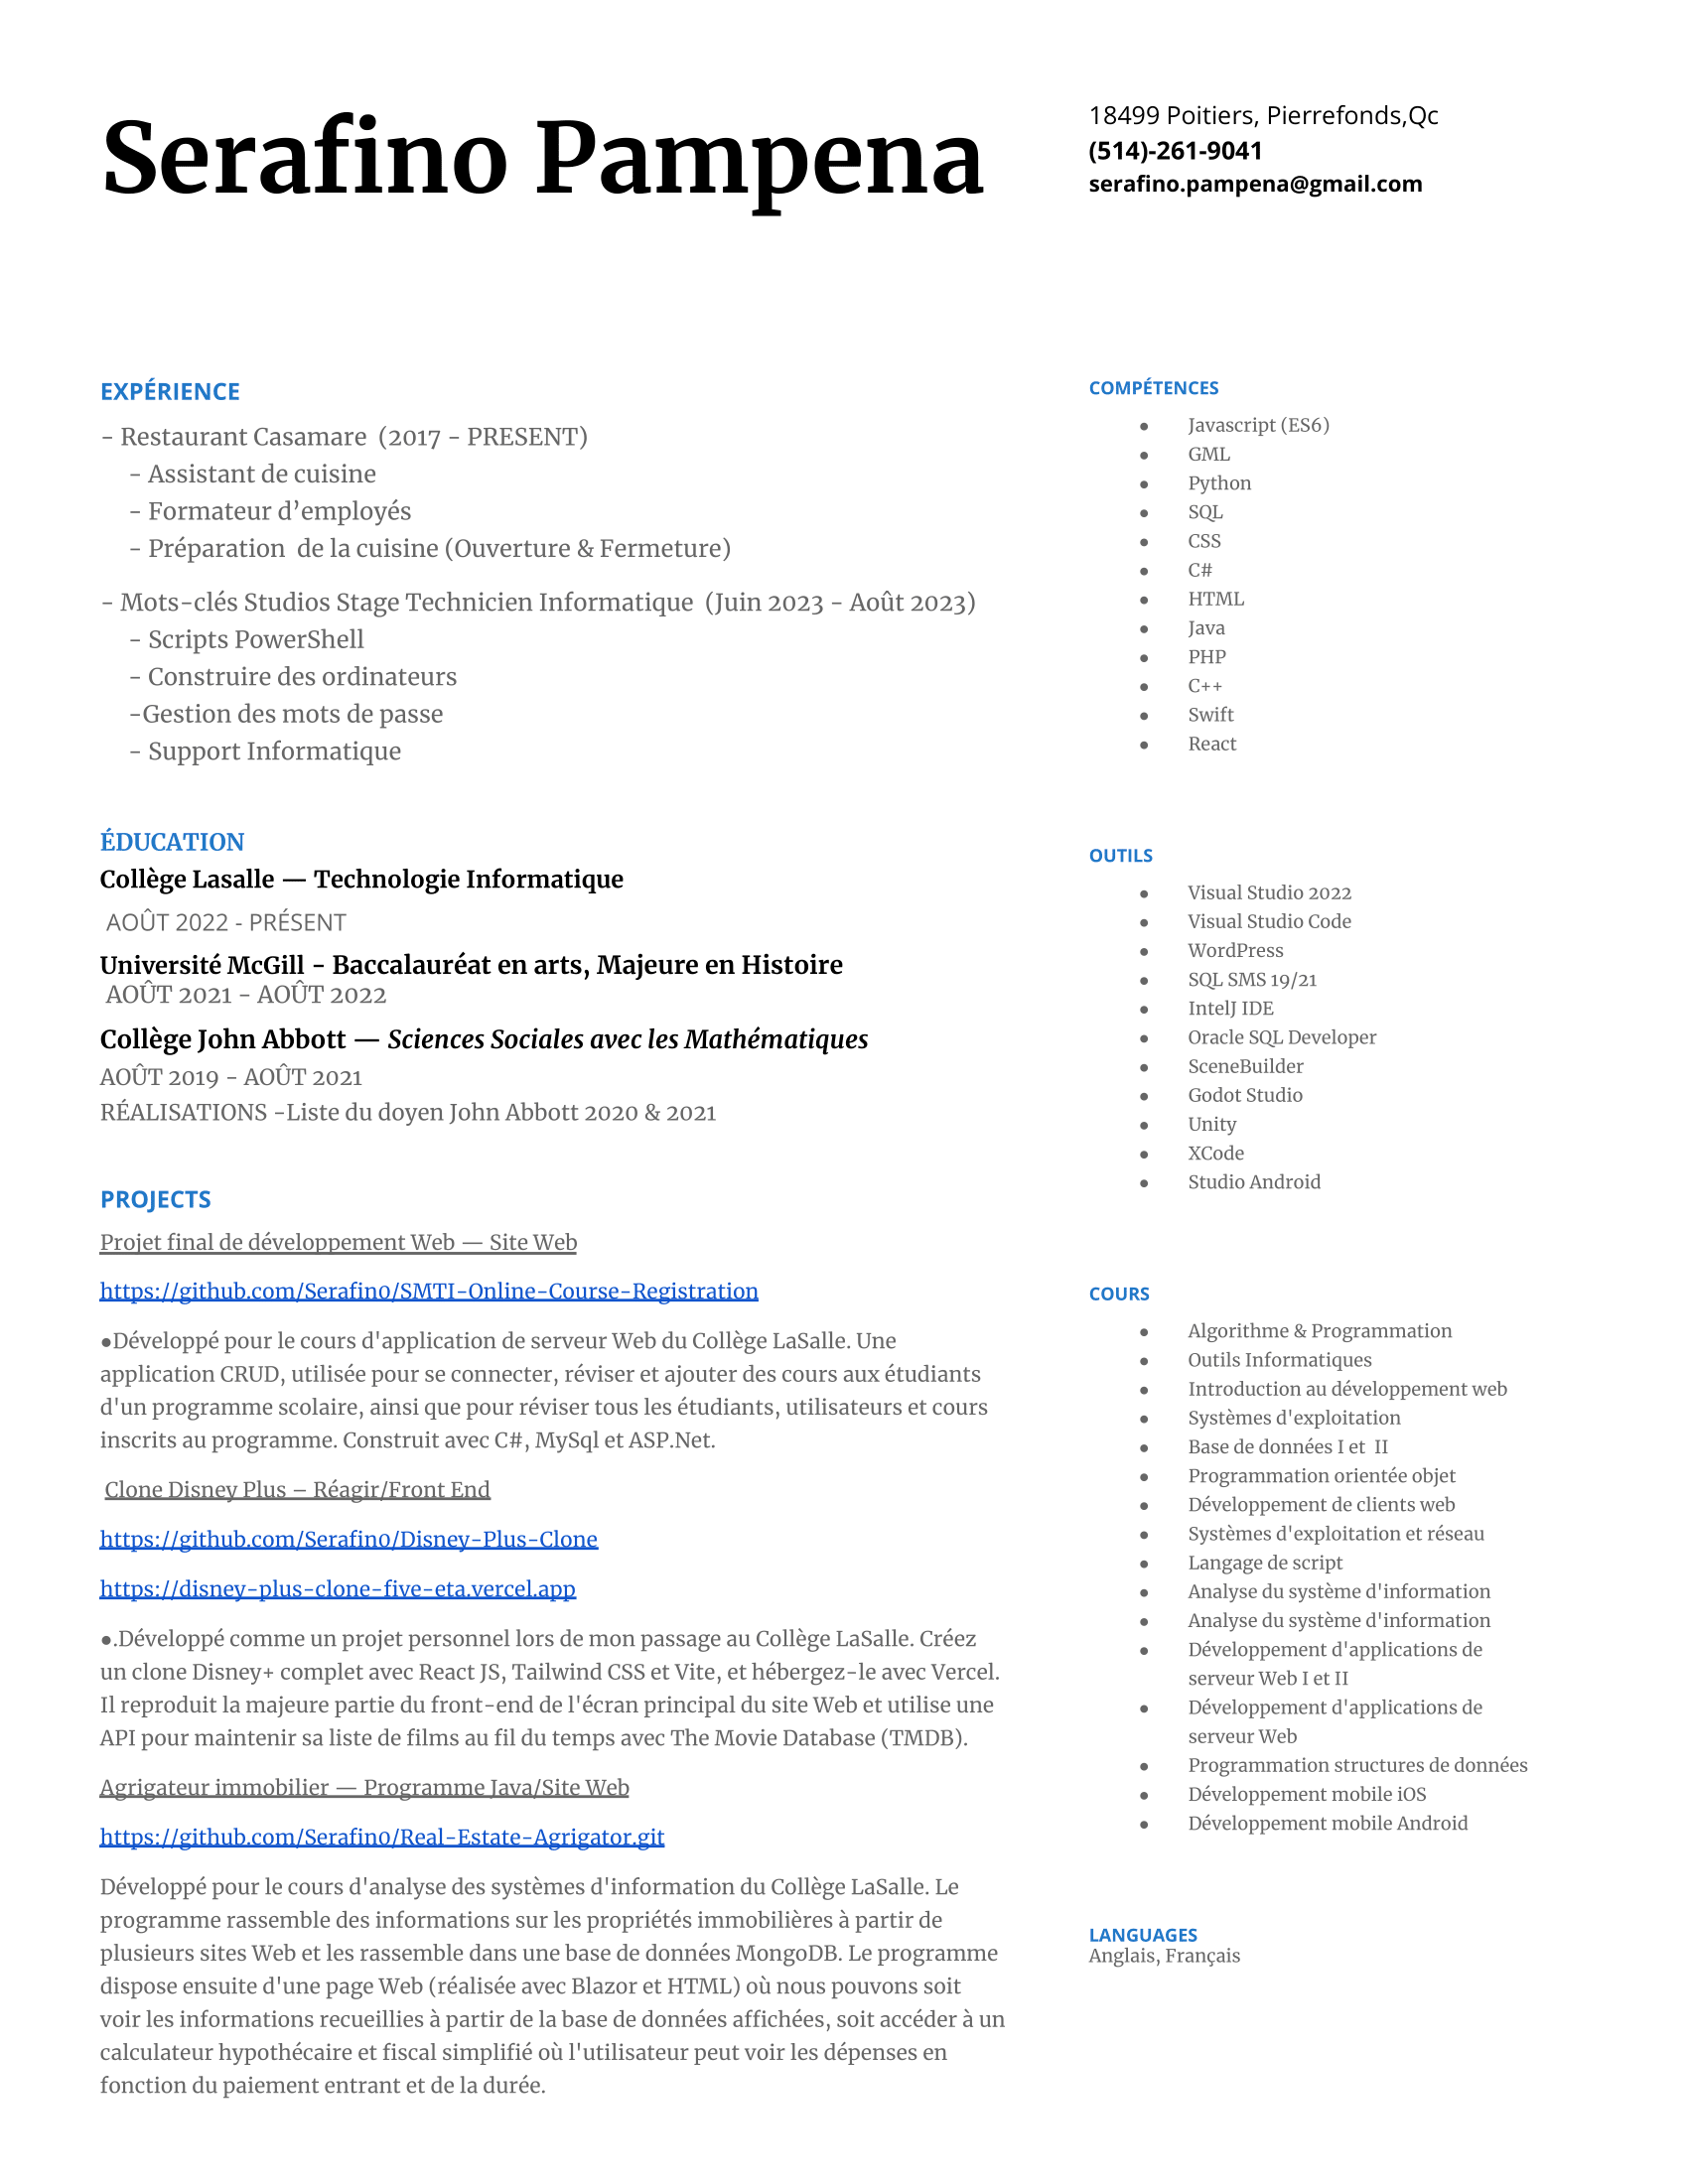 Serafino Pampena
18499 Poitiers, Pierrefonds,Qc
(514)-261-9041
serafino.pampena@gmail.com
EXPÉRIENCE
- Restaurant Casamare  (2017 - PRESENT)
- Assistant de cuisine
- Formateur d’employés
- Préparation  de la cuisine (Ouverture & Fermeture)
- Mots-clés Studios Stage Technicien Informatique  (Juin 2023 - Août 2023)
- Scripts PowerShell
- Construire des ordinateurs
-Gestion des mots de passe
- Support Informatique
ÉDUCATION
Collège Lasalle — Technologie Informatique
AOÛT 2022 - PRÉSENT
Université McGill - Baccalauréat en arts, Majeure en Histoire
AOÛT 2021 - AOÛT 2022
Collège John Abbott — Sciences Sociales avec les Mathématiques
AOÛT 2019 - AOÛT 2021
RÉALISATIONS -Liste du doyen John Abbott 2020 & 2021
PROJECTS
Projet final de développement Web — Site Web
https://github.com/Serafin0/SMTI-Online-Course-Registration
●Développé pour le cours d'application de serveur Web du Collège LaSalle. Une
application CRUD, utilisée pour se connecter, réviser et ajouter des cours aux étudiants
d'un programme scolaire, ainsi que pour réviser tous les étudiants, utilisateurs et cours
inscrits au programme. Construit avec C#, MySql et ASP.Net.
Clone Disney Plus – Réagir/Front End
https://github.com/Serafin0/Disney-Plus-Clone
https://disney-plus-clone-five-eta.vercel.app
●.Développé comme un projet personnel lors de mon passage au Collège LaSalle. Créez
un clone Disney+ complet avec React JS, Tailwind CSS et Vite, et hébergez-le avec Vercel.
Il reproduit la majeure partie du front-end de l'écran principal du site Web et utilise une
API pour maintenir sa liste de films au fil du temps avec The Movie Database (TMDB).
Agrigateur immobilier — Programme Java/Site Web
https://github.com/Serafin0/Real-Estate-Agrigator.git
Développé pour le cours d'analyse des systèmes d'information du Collège LaSalle. Le
programme rassemble des informations sur les propriétés immobilières à partir de
plusieurs sites Web et les rassemble dans une base de données MongoDB. Le programme
dispose ensuite d'une page Web (réalisée avec Blazor et HTML) où nous pouvons soit
voir les informations recueillies à partir de la base de données affichées, soit accéder à un
calculateur hypothécaire et fiscal simplifié où l'utilisateur peut voir les dépenses en
fonction du paiement entrant et de la durée.
COMPÉTENCES
● Javascript (ES6)
● GML
● Python
● SQL
● CSS
● C#
● HTML
● Java
● PHP
● C++
● Swift
● React
OUTILS
● Visual Studio 2022
● Visual Studio Code
● WordPress
● SQL SMS 19/21
● IntelJ IDE
● Oracle SQL Developer
● SceneBuilder
● Godot Studio
● Unity
● XCode
● Studio Android
COURS
● Algorithme & Programmation
● Outils Informatiques
● Introduction au développement web
● Systèmes d'exploitation
● Base de données I et  II
● Programmation orientée objet
● Développement de clients web
● Systèmes d'exploitation et réseau
● Langage de script
● Analyse du système d'information
● Analyse du système d'information
● Développement d'applications de
serveur Web I et II
● Développement d'applications de
serveur Web
● Programmation structures de données
● Développement mobile iOS
● Développement mobile Android
LANGUAGES
Anglais, Français